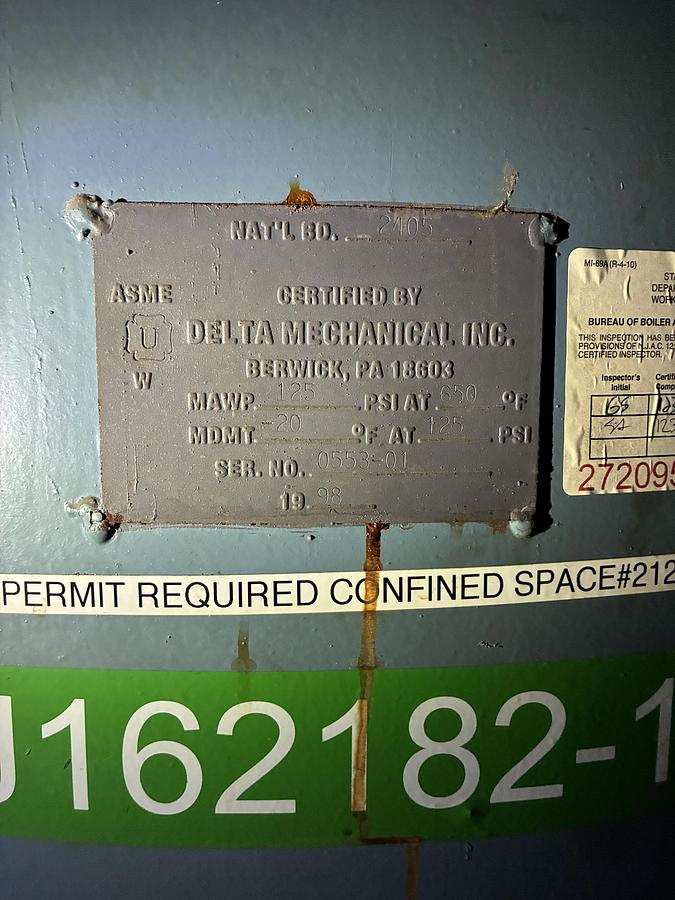 NAT'L BD. 2405
ASME
CERTIFIED BY
U
DELTA MECHANICAL INC.
W
BERWICK, PA 18603
MAWP 125 PSI AT 650 °F
MDMT -20 °F AT 125 PSI
SER. NO. 0553-01
19 98
MI-69A (R-4-10)
BUREAU OF BOILER
THIS INSPECTION HAS BE
PROVISIONS OF N.J.A.C. 12
CERTIFIED INSPECTOR.
Inspector's
Initial
272095
PERMIT REQUIRED CONFINED SPACE#212
U162182-1